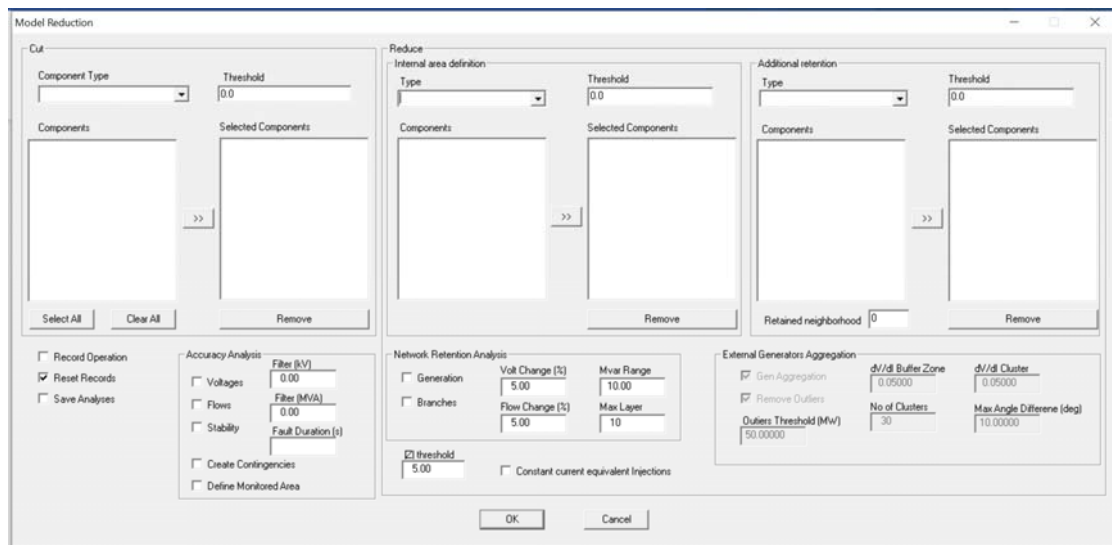 Model Reduction
Cut
Component Type
Threshold
0.0
Components
Selected Components
>>
Select All
Clear All
Remove
Reduce
Internal area definition
Type
Threshold
0.0
Components
Selected Components
>>
Remove
Additional retention
Type
Threshold
0.0
Components
Selected Components
>>
Retained neighborhood
0
Remove
Record Operation
Reset Records
Save Analyses
Accuracy Analysis
Voltages
Filter (kV)
0.00
Flows
Filter (MVA)
0.00
Stability
Fault Duration (s)
Create Contingencies
Define Monitored Area
Network Retention Analysis
Generation
Branches
Volt Change (%)
5.00
Mvar Range
10.00
Flow Change (%)
5.00
Max Layer
10
threshold
5.00
Constant current equivalent Injections
External Generators Aggregation
Gen Aggregation
Remove Outliers
Outliers Threshold (MW)
50.00000
dV/dI Buffer Zone
0.05000
dV/dI Cluster
0.05000
No of Clusters
30
Max Angle Differene (deg)
10.00000
OK
Cancel